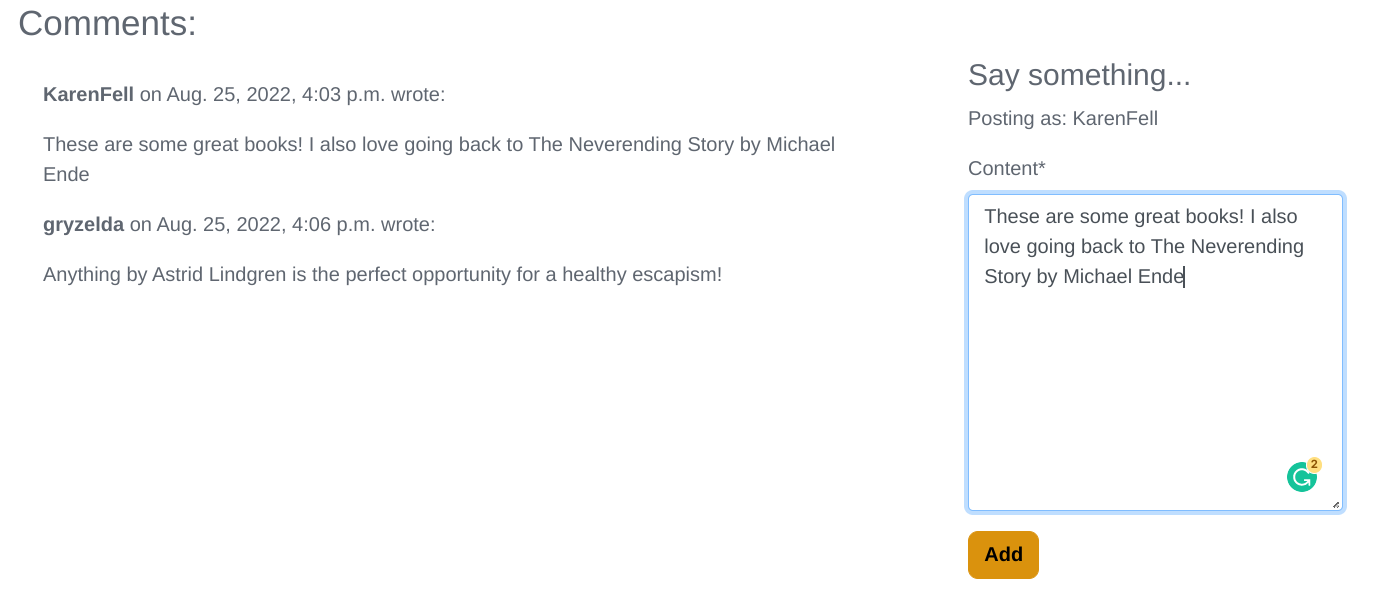 Comments:
KarenFell on Aug. 25, 2022, 4:03 p.m. wrote:
These are some great books! I also love going back to The Neverending Story by Michael
Ende
gryzelda on Aug. 25, 2022, 4:06 p.m. wrote:
Anything by Astrid Lindgren is the perfect opportunity for a healthy escapism!
Say something...
Posting as: KarenFell
Content*
These are some great books! I also
love going back to The Neverending
Story by Michael Ende
2
Add